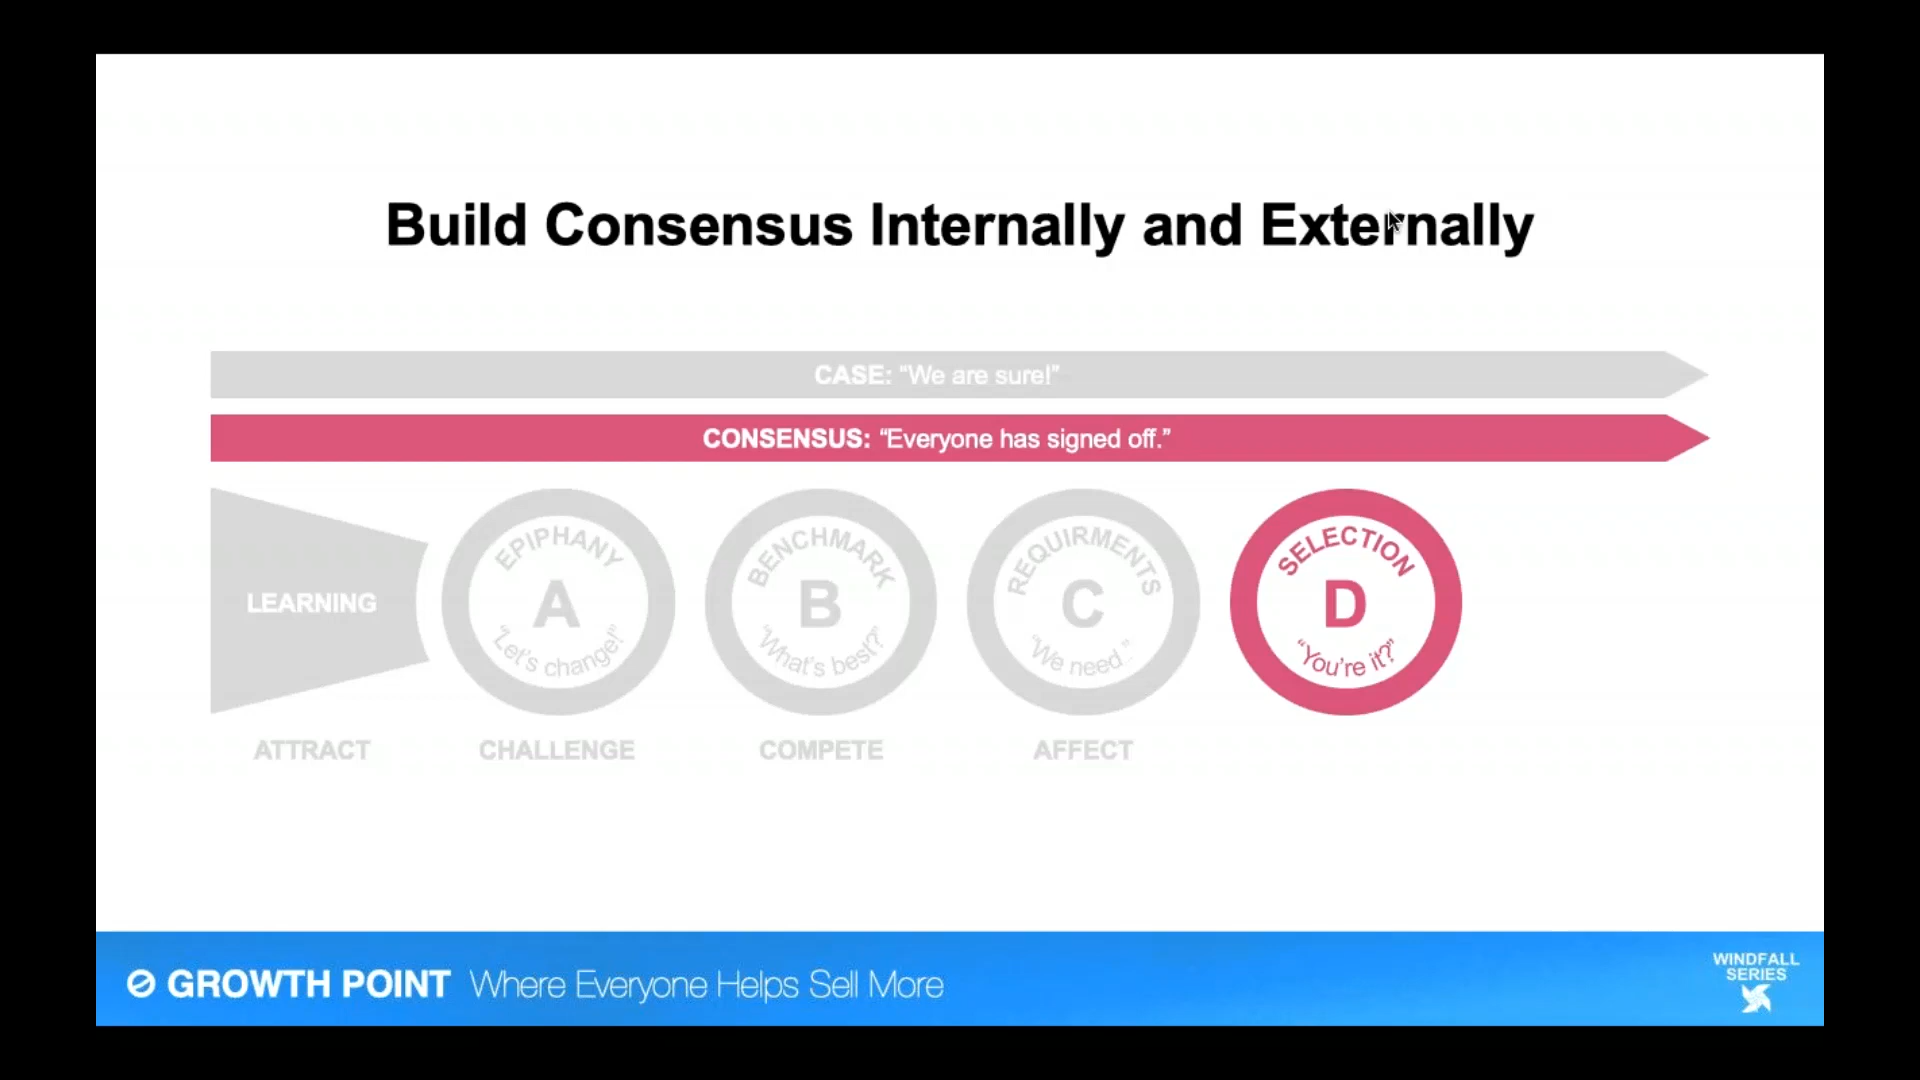 Build Consensus Internally and Externally
CASE: “We are sure!”
CONSENSUS: “Everyone has signed off.”
LEARNING
EPIPHANY
A
“Let’s change!”
BENCHMARK
B
“What’s best?”
REQUIRMENTS
C
“We need..”
SELECTION
D
“You’re it?”
ATTRACT
CHALLENGE
COMPETE
AFFECT
GROWTH POINT Where Everyone Helps Sell More
WINDFALL
SERIES